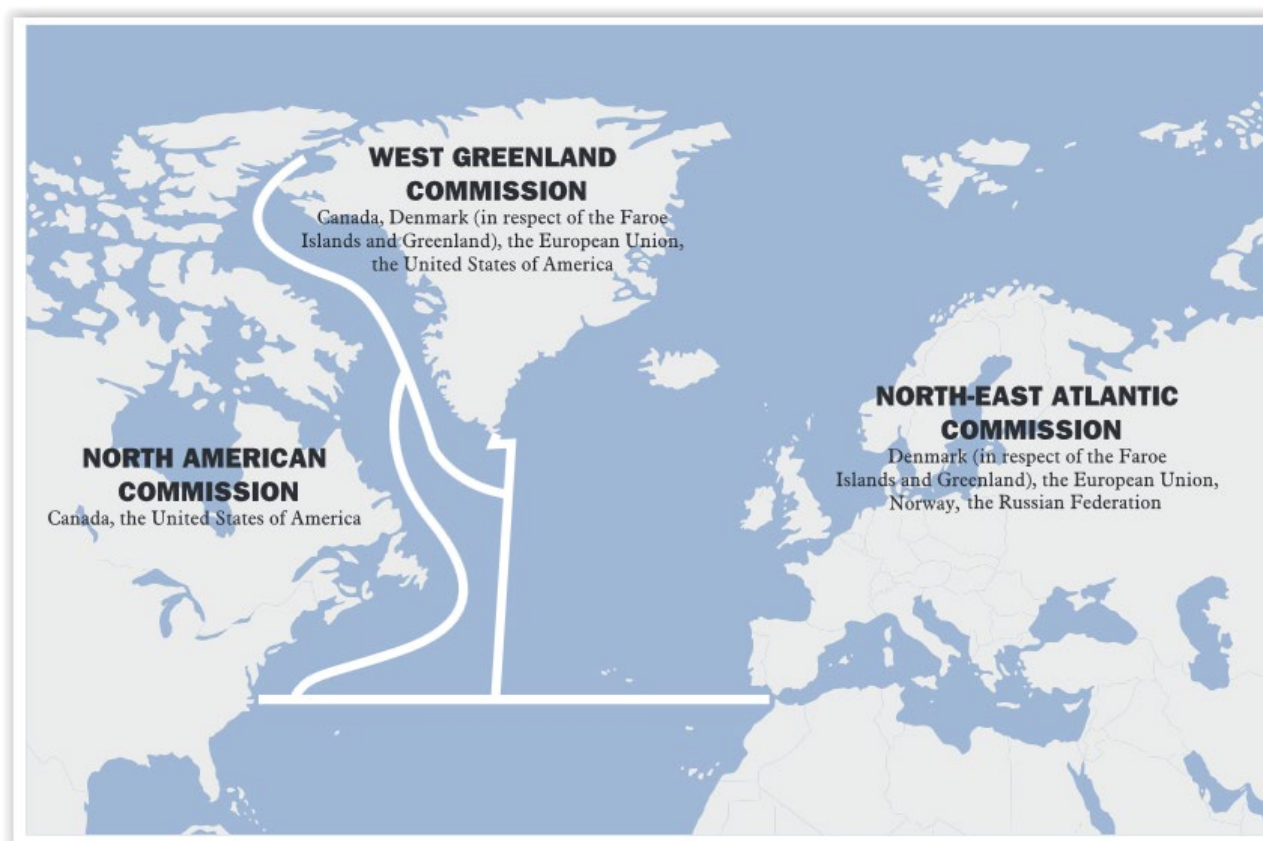 WEST GREENLAND
COMMISSION
Canada, Denmark (in respect of the Faroe
Islands and Greenland), the European Union,
the United States of America
NORTH-EAST ATLANTIC
COMMISSION
Denmark (in respect of the Faroe
Islands and Greenland), the European Union,
Norway, the Russian Federation
NORTH AMERICAN
COMMISSION
Canada, the United States of America